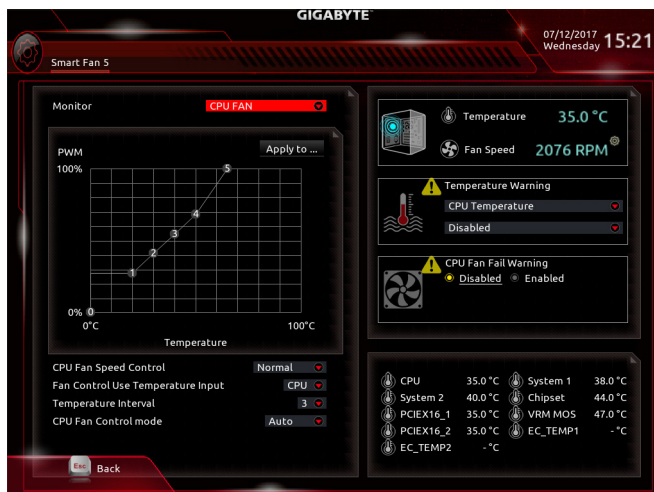 GIGABYTE™
07/12/2017
Wednesday 15:21
Smart Fan 5
Monitor CPU FAN
PWM
Apply to ...
100%
5
4
3
2
1
0% 0
0°C 100°C
Temperature
CPU Fan Speed Control Normal
Fan Control Use Temperature Input CPU
Temperature Interval 3
CPU Fan Control mode Auto
Esc Back
Temperature 35.0 °C
Fan Speed 2076 RPM
Temperature Warning
CPU Temperature
Disabled
CPU Fan Fail Warning
Disabled Enabled
CPU 35.0 °C System 1 38.0 °C
System 2 40.0 °C Chipset 44.0 °C
PCIEX16_1 35.0 °C VRM MOS 47.0 °C
PCIEX16_2 35.0 °C EC_TEMP1 - °C
EC_TEMP2 - °C